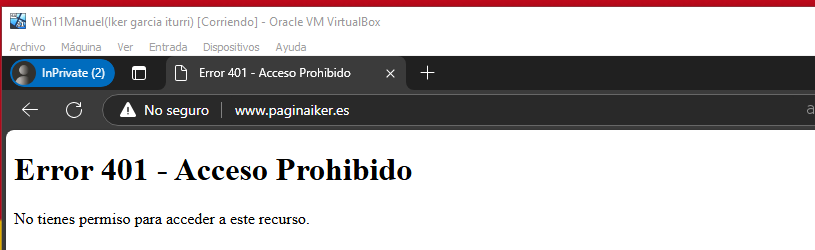 Win11Manuel(Iker garcia iturri) [Corriendo] - Oracle VM VirtualBox
Archivo Máquina Ver Entrada Dispositivos Ayuda
InPrivate (2) Error 401 - Acceso Prohibido
No seguro www.paginaiker.es a
Error 401 - Acceso Prohibido
No tienes permiso para acceder a este recurso.